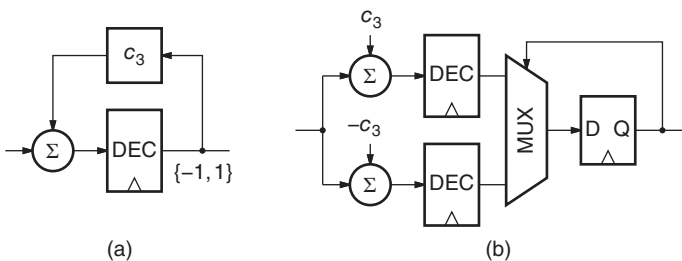 c₃
Σ
DEC
{−1, 1}
(a)
c₃
Σ
DEC
−c₃
Σ
DEC
MUX
D Q
(b)